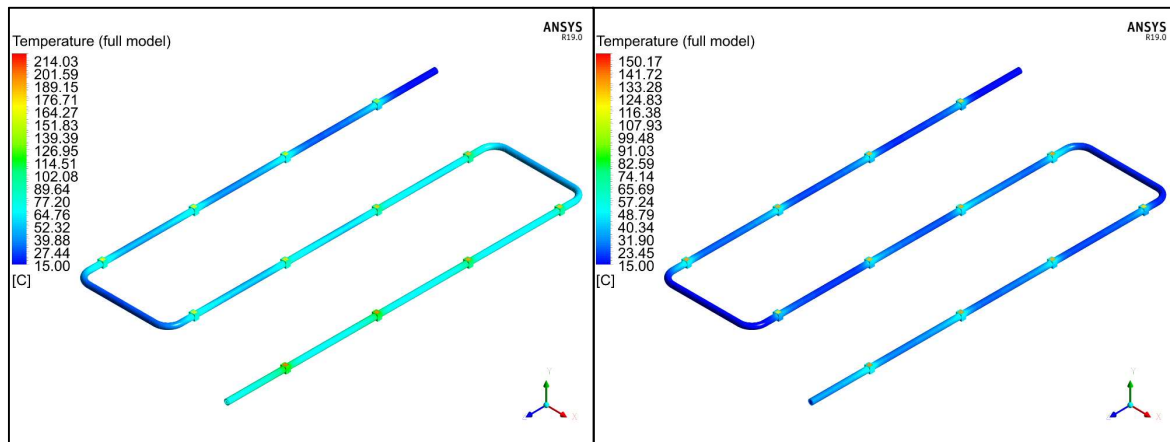 ANSYS
R19.0
Temperature (full model)
214.03
201.59
189.15
176.71
164.27
151.83
139.39
126.95
114.51
102.08
89.64
77.20
64.76
52.32
39.88
27.44
15.00
[C]
Y
X
ANSYS
R19.0
Temperature (full model)
150.17
141.72
133.28
124.83
116.38
107.93
99.48
91.03
82.59
74.14
65.69
57.24
48.79
40.34
31.90
23.45
15.00
[C]
Y
X